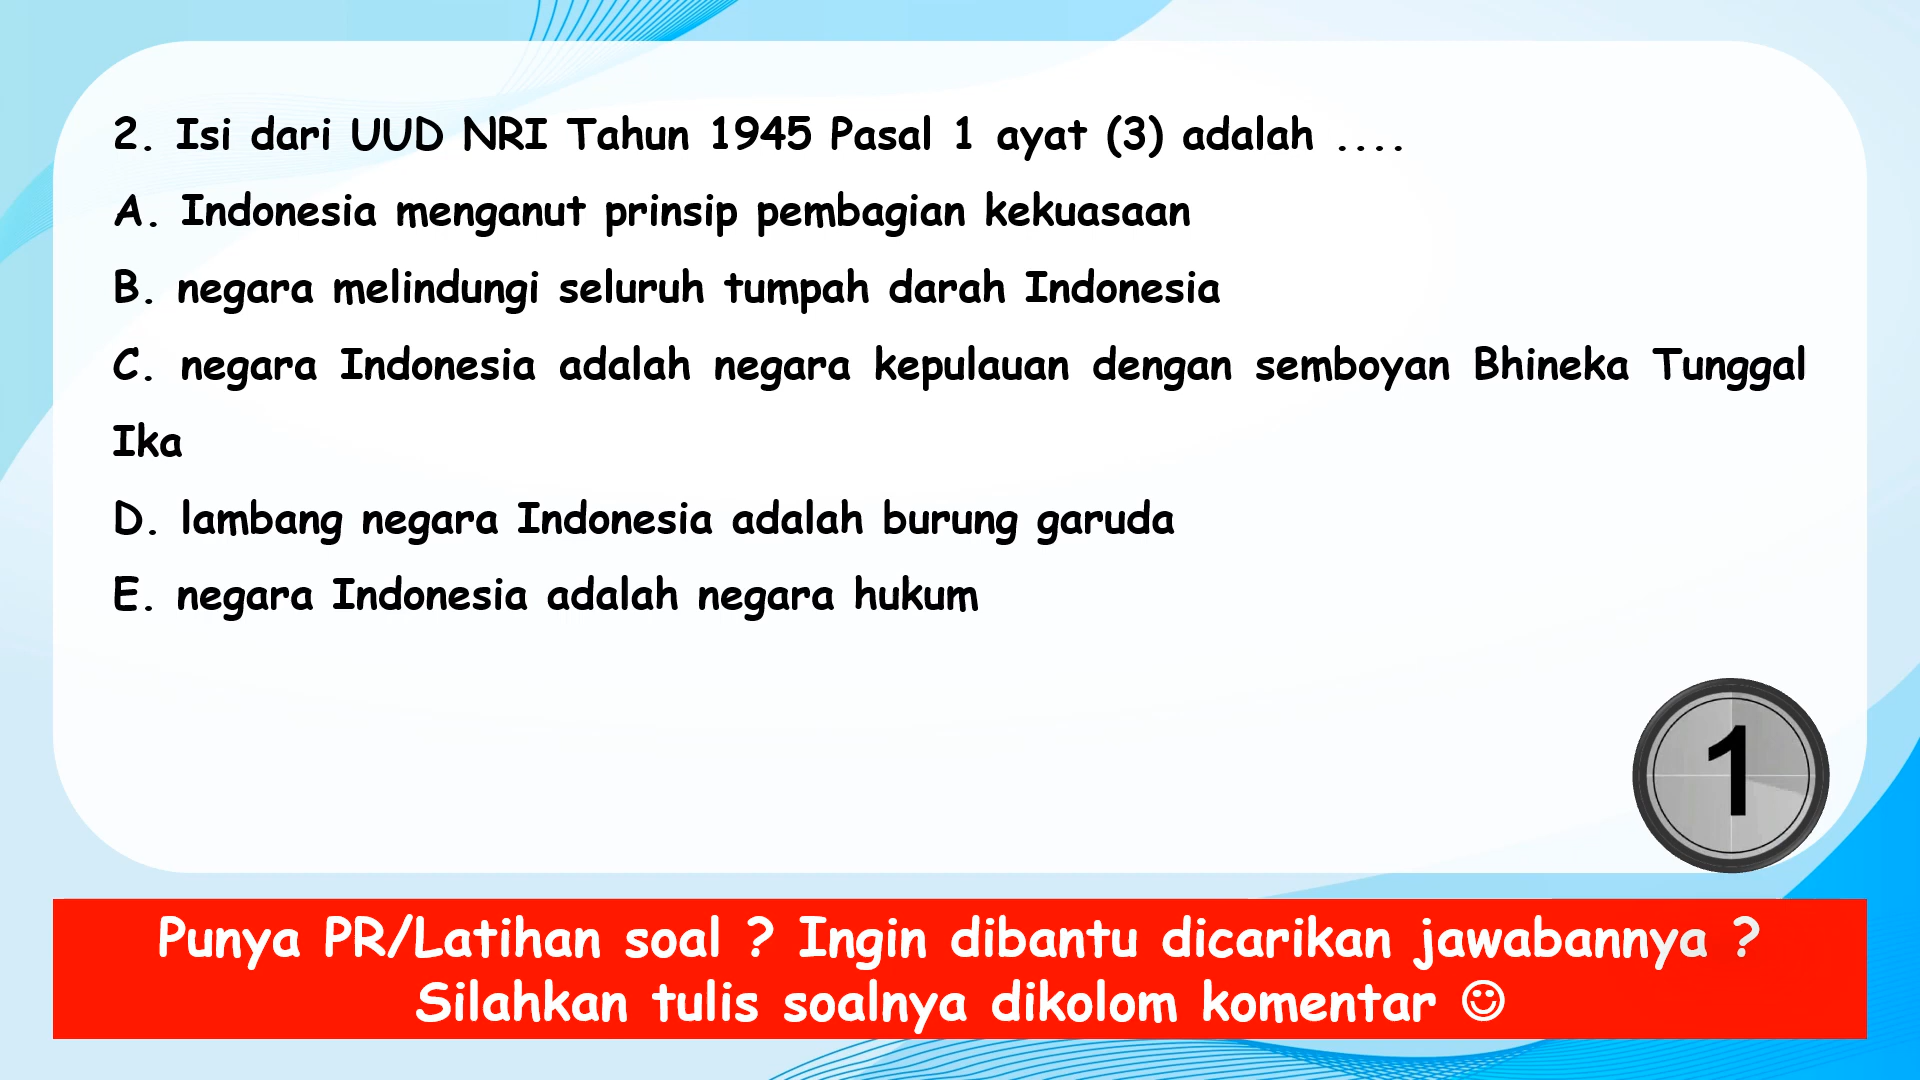 2. Isi dari UUD NRI Tahun 1945 Pasal 1 ayat (3) adalah ....
A. Indonesia menganut prinsip pembagian kekuasaan
B. negara melindungi seluruh tumpah darah Indonesia
C. negara Indonesia adalah negara kepulauan dengan semboyan Bhineka Tunggal
Ika
D. lambang negara Indonesia adalah burung garuda
E. negara Indonesia adalah negara hukum
1
Punya PR/Latihan soal ? Ingin dibantu dicarikan jawabannya ?
Silahkan tulis soalnya dikolom komentar ☺